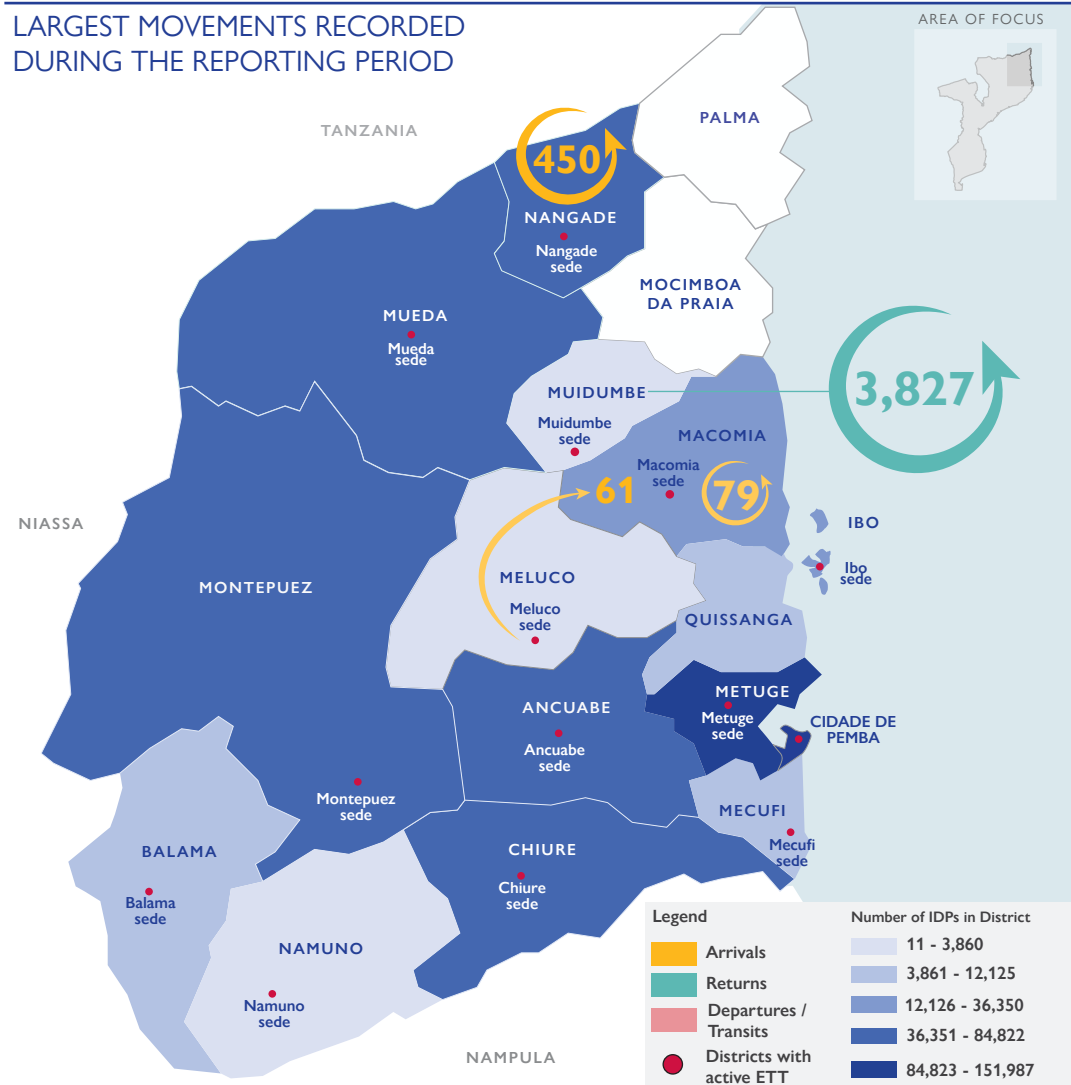 LARGEST MOVEMENTS RECORDED
DURING THE REPORTING PERIOD
AREA OF FOCUS
TANZANIA
PALMA
450
NANGADE
Nangade
sede
MOCIMBOA
DA PRAIA
MUEDA
Mueda
sede
MUIDUMBE
3,827
Muidumbe
sede
MACOMIA
Macomia
sede
61
79
NIASSA
IBO
Ibo
sede
MONTEPUEZ
MELUCO
Meluco
sede
QUISSANGA
METUGE
Metuge
sede
CIDADE DE
PEMBA
ANCUABE
Ancuabe
sede
Montepuez
sede
MECUFI
Mecufi
sede
BALAMA
Balama
sede
CHIURE
Chiure
sede
NAMUNO
Namuno
sede
NAMPULA
Legend
Arrivals
Returns
Departures /
Transits
Districts with
active ETT
Number of IDPs in District
11 - 3,860
3,861 - 12,125
12,126 - 36,350
36,351 - 84,822
84,823 - 151,987